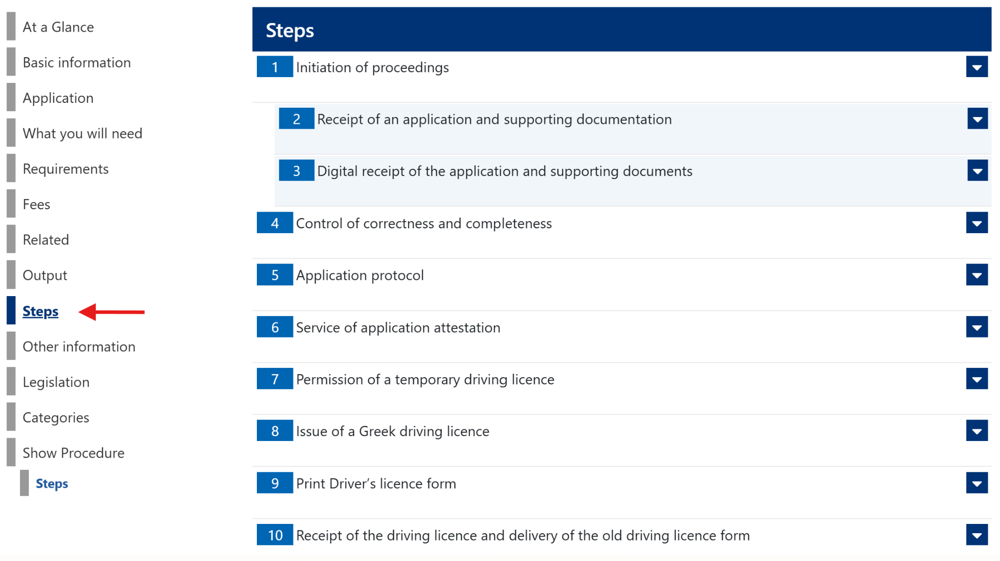 At a Glance
Basic information
Application
What you will need
Requirements
Fees
Related
Output
Steps
Other information
Legislation
Categories
Show Procedure
Steps
Steps
1 Initiation of proceedings
2 Receipt of an application and supporting documentation
3 Digital receipt of the application and supporting documents
4 Control of correctness and completeness
5 Application protocol
6 Service of application attestation
7 Permission of a temporary driving licence
8 Issue of a Greek driving licence
9 Print Driver’s licence form
10 Receipt of the driving licence and delivery of the old driving licence form